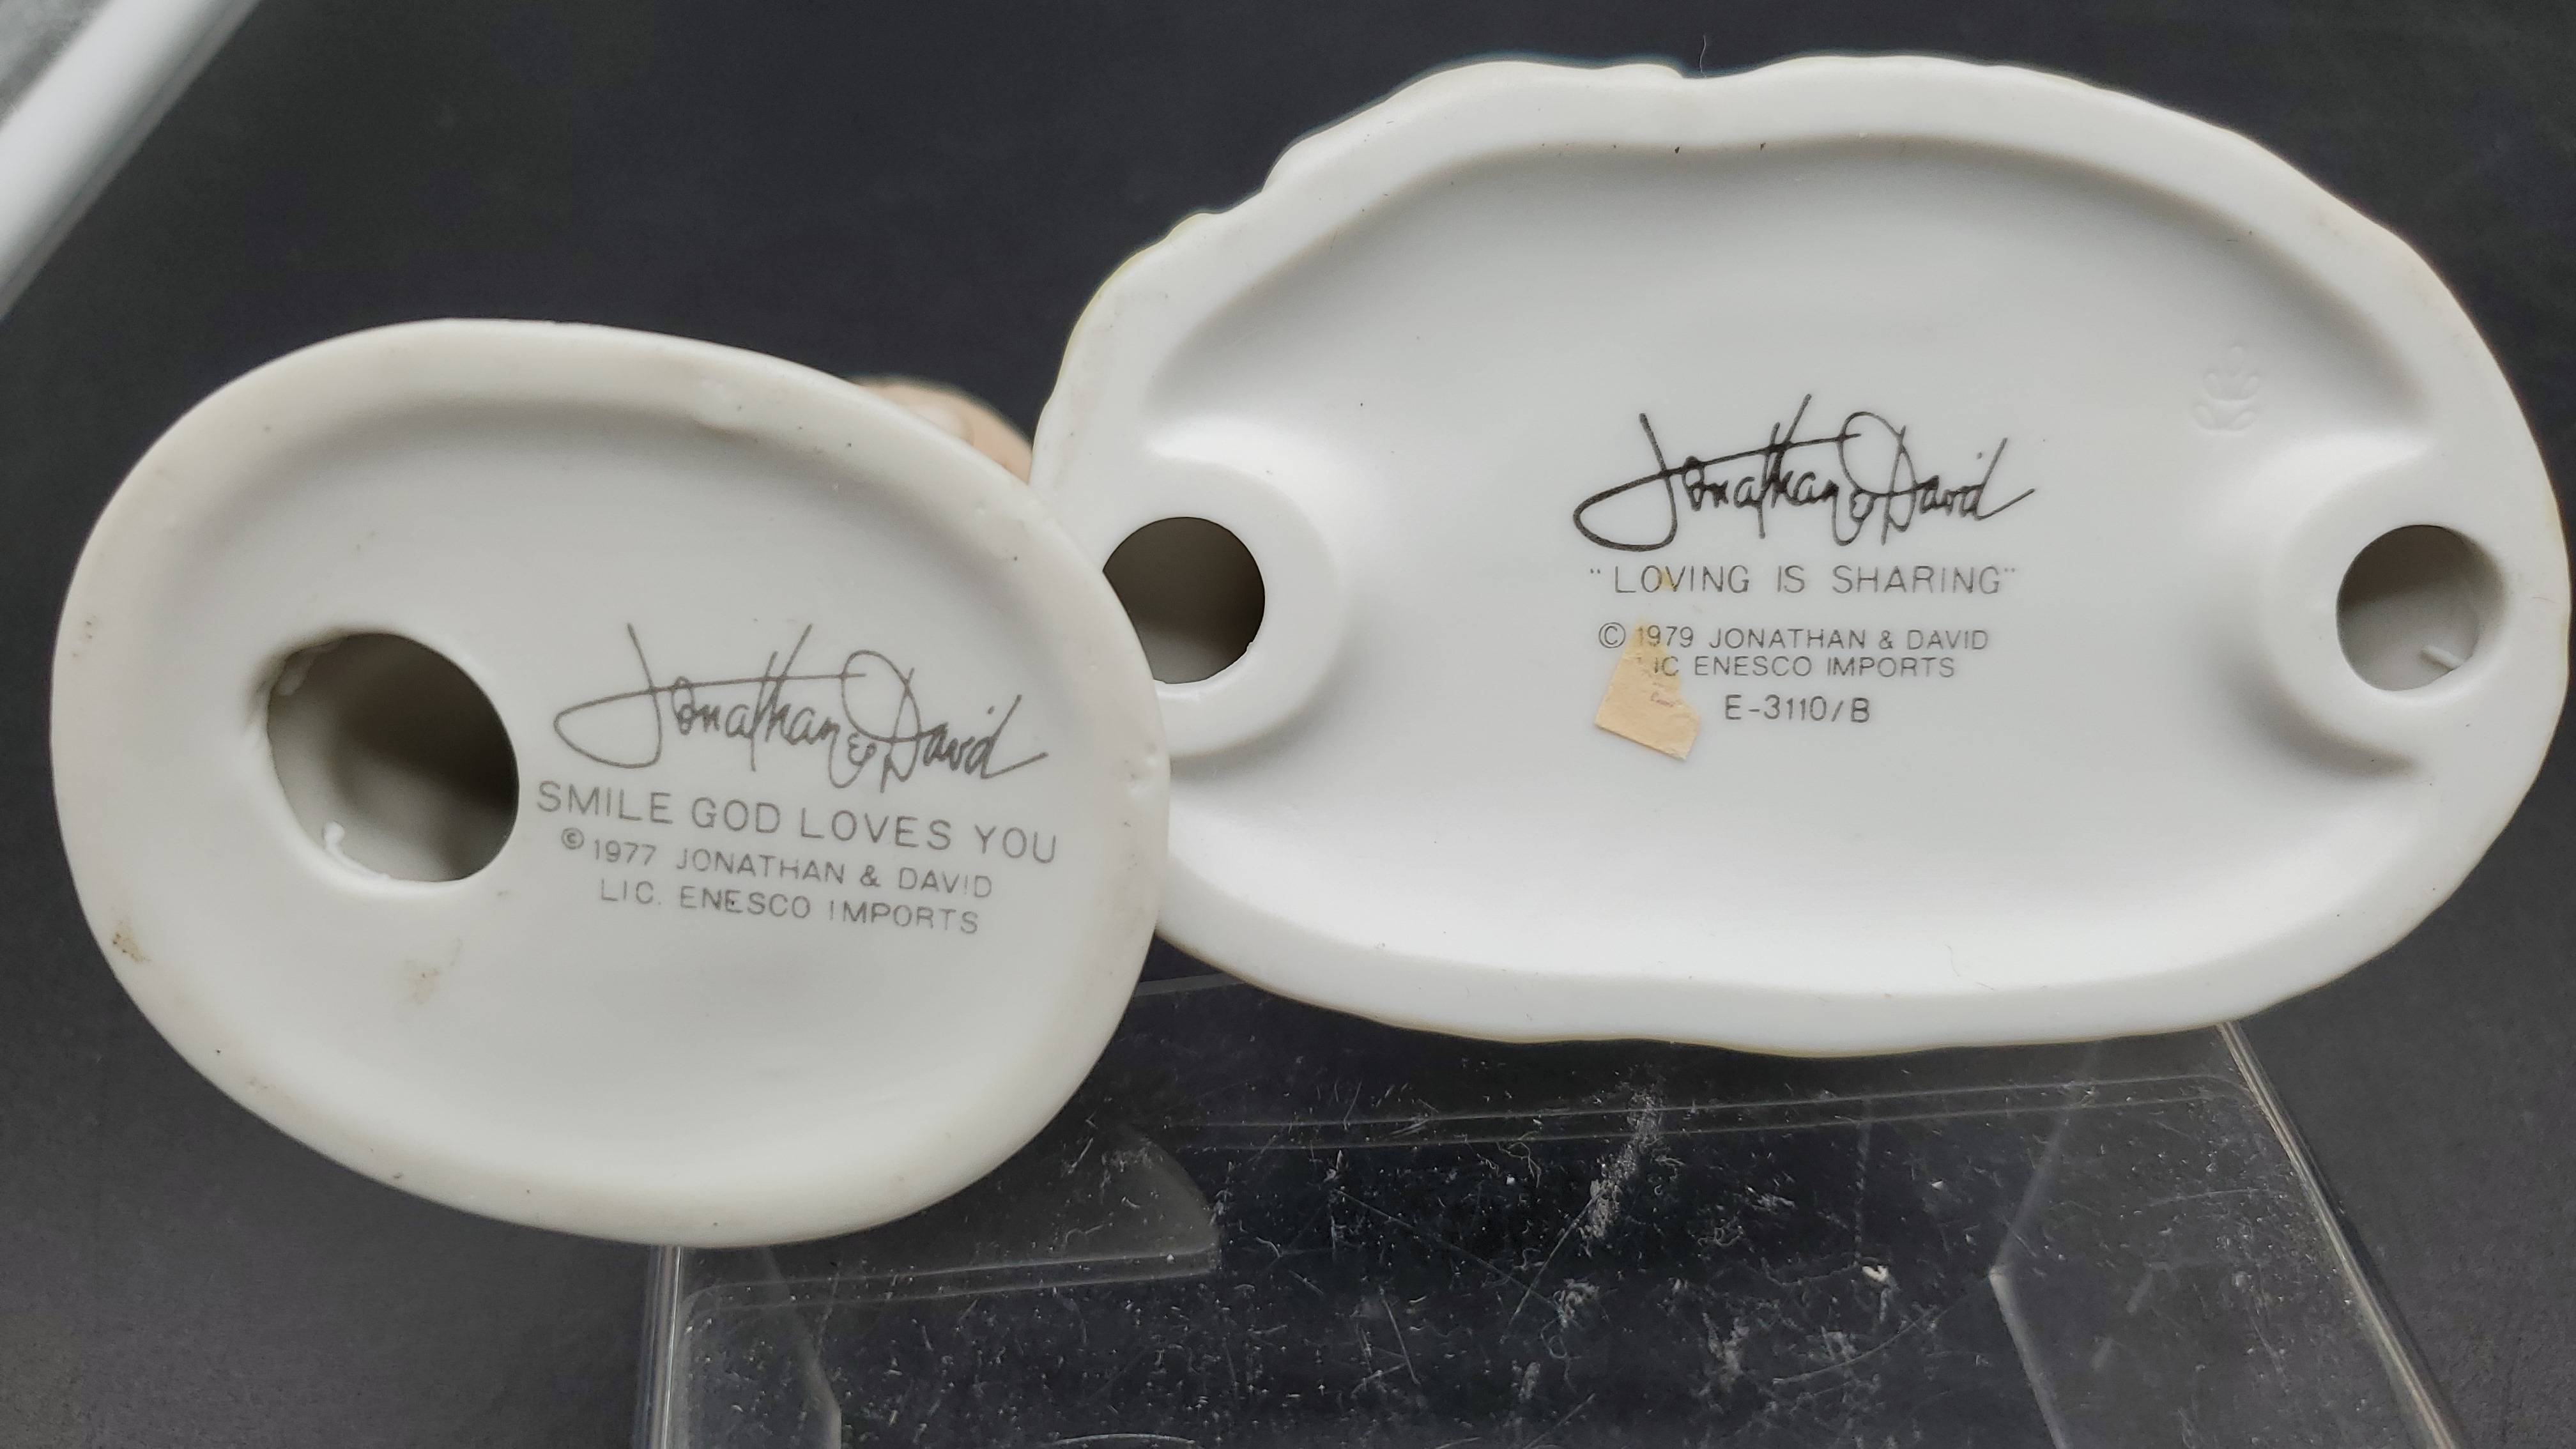 Jonathan & David
SMILE GOD LOVES YOU
© 1977 JONATHAN & DAVID
LIC. ENESCO IMPORTS
Jonathan & David
"LOVING IS SHARING"
© 1979 JONATHAN & DAVID
LIC ENESCO IMPORTS
E-3110/B